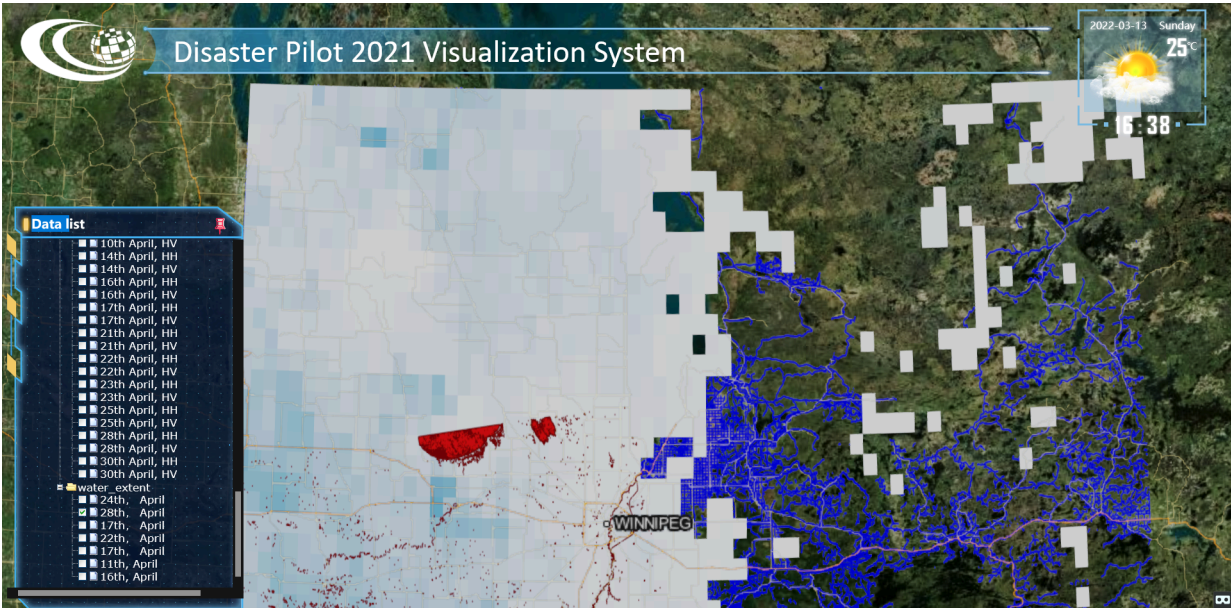 Disaster Pilot 2021 Visualization System
2022-03-13 Sunday
25°C
16:38
Data list
10th April, HV
14th April, HH
14th April, HV
16th April, HH
16th April, HV
17th April, HH
17th April, HV
21th April, HH
21th April, HV
22th April, HH
22th April, HV
23th April, HH
23th April, HV
25th April, HH
25th April, HV
28th April, HH
28th April, HV
30th April, HH
30th April, HV
water_extent
24th, April
28th, April
17th, April
22th, April
17th, April
11th, April
16th, April
WINNIPEG